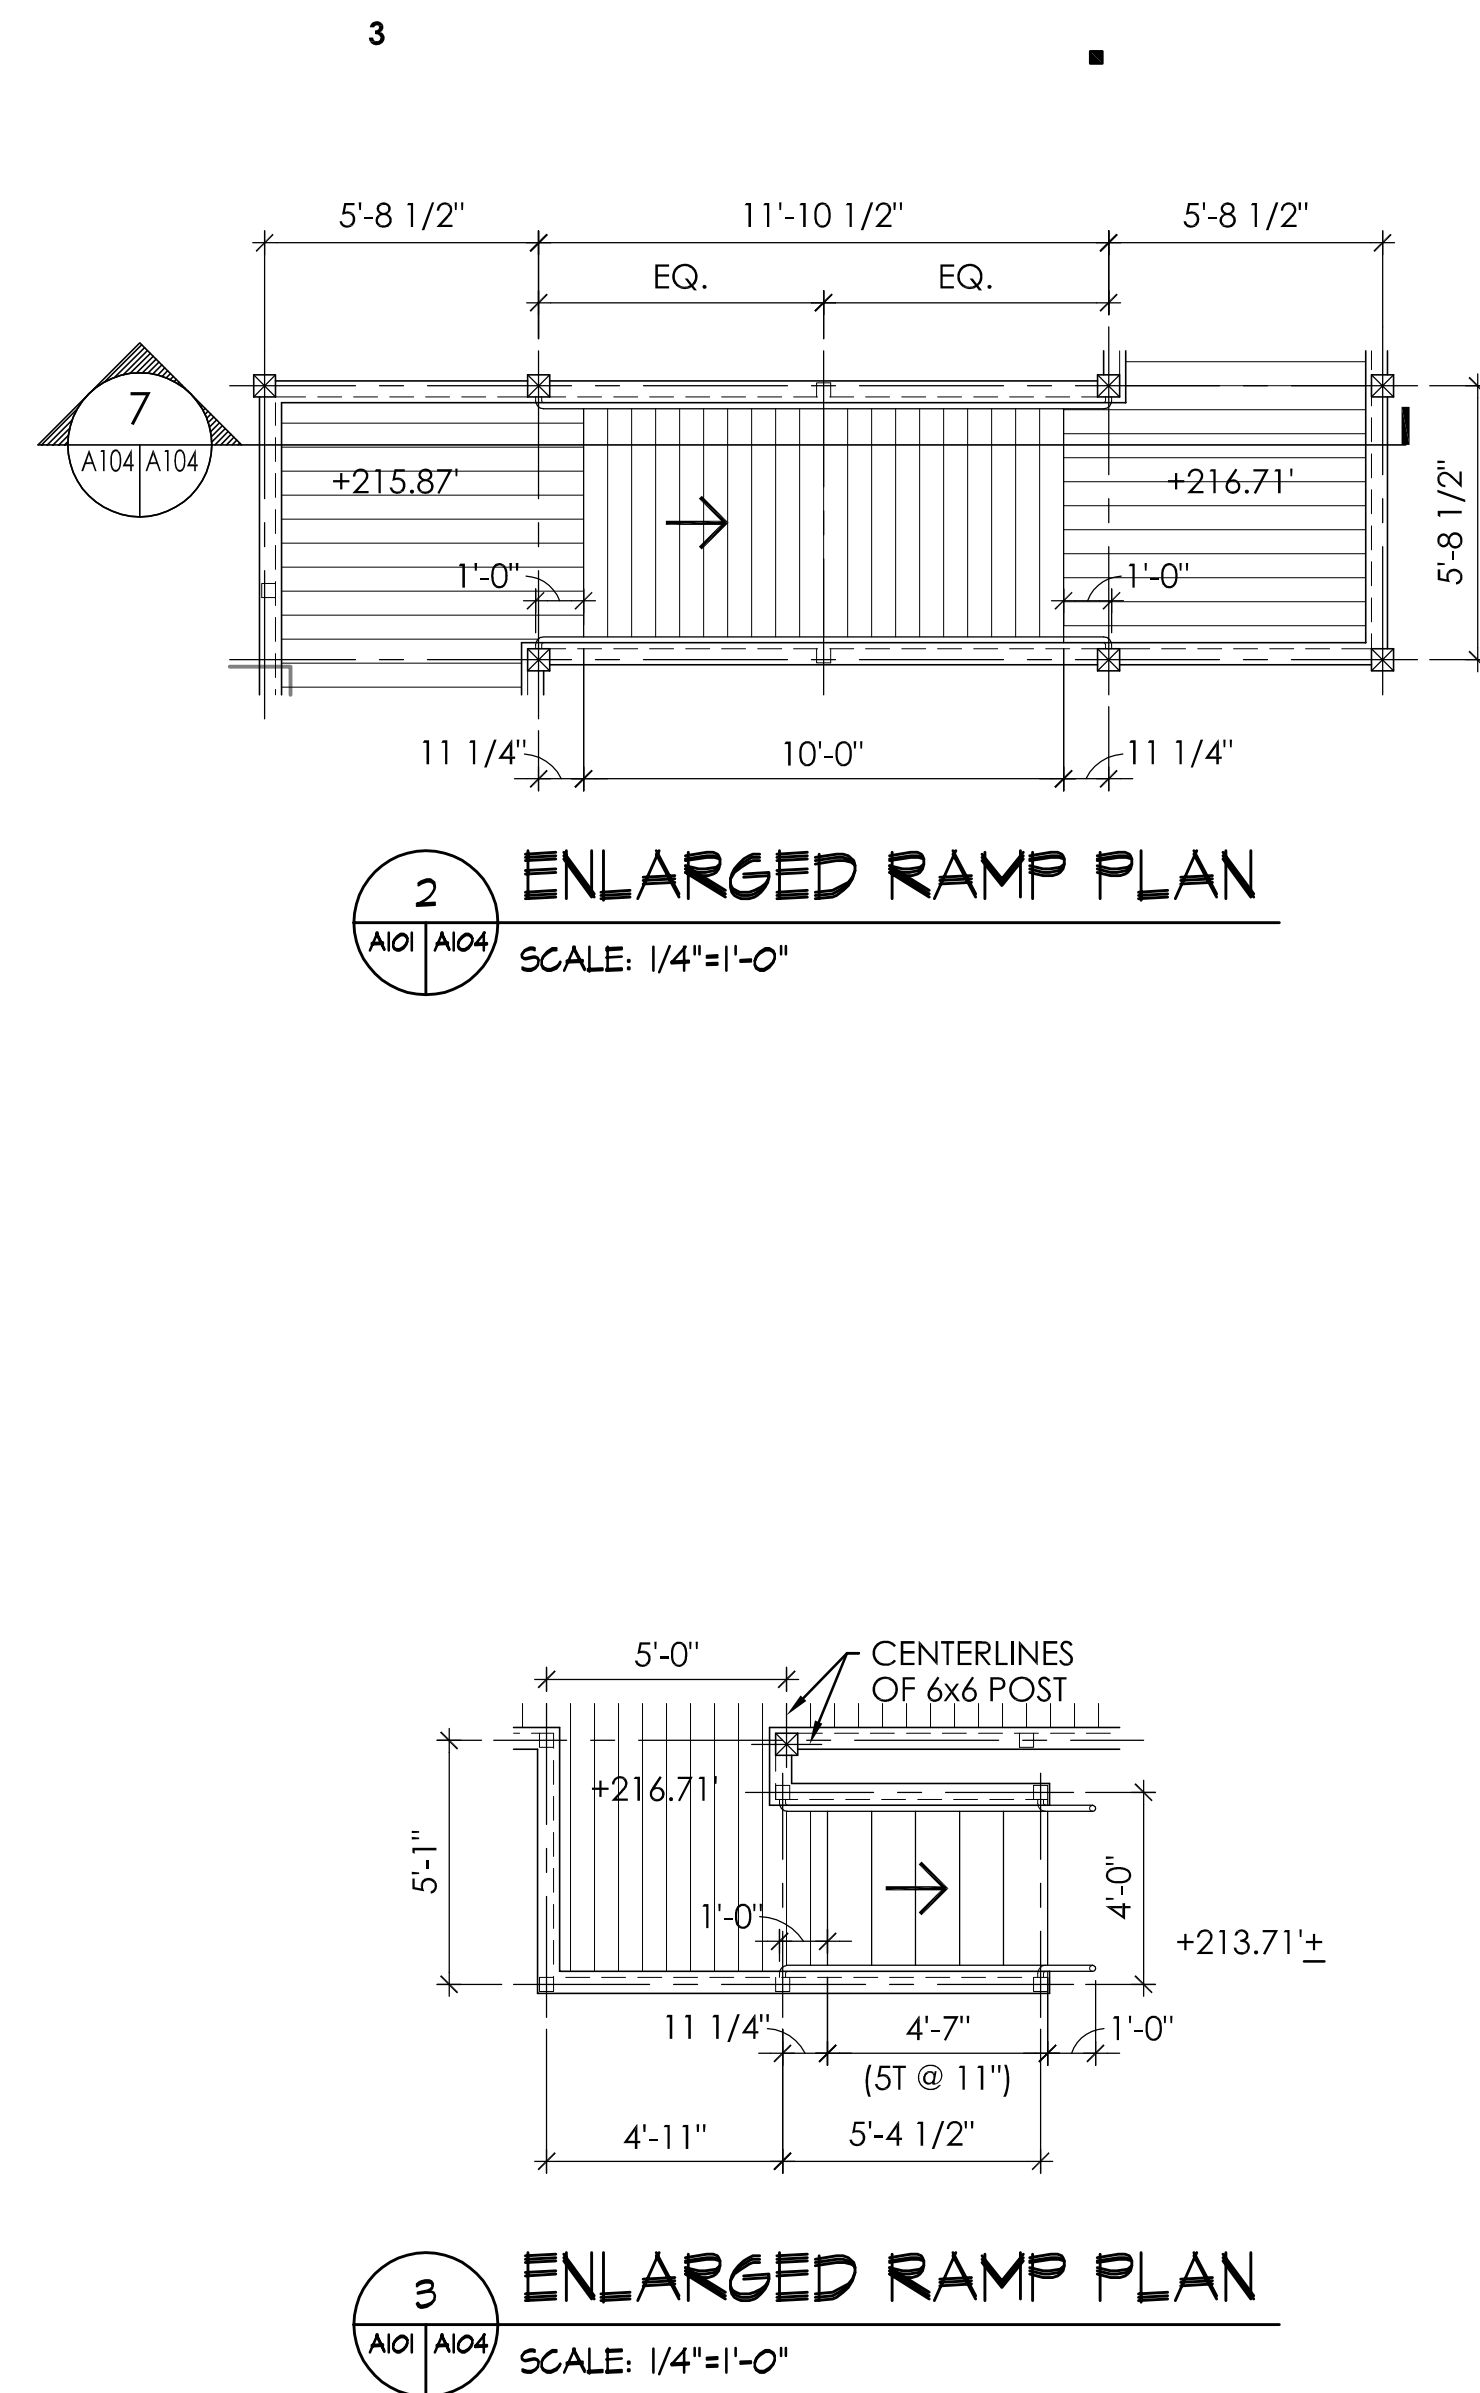 3
5'-8 1/2" 11'-10 1/2" 5'-8 1/2"
EQ. EQ.
7
A104 A104
+215.87' +216.71'
5'-8 1/2"
1'-0" 1'-0"
11 1/4" 10'-0" 11 1/4"
2 ENLARGED RAMP PLAN
A101 A104 SCALE: 1/4"=1'-0"
5'-0" CENTERLINES
OF 6x6 POST
+216.71'
5'-1"
4'-0"
1'-0"
+213.71'±
11 1/4" 4'-7" 1'-0"
(5T @ 11")
4'-11" 5'-4 1/2"
3 ENLARGED RAMP PLAN
A101 A104 SCALE: 1/4"=1'-0"